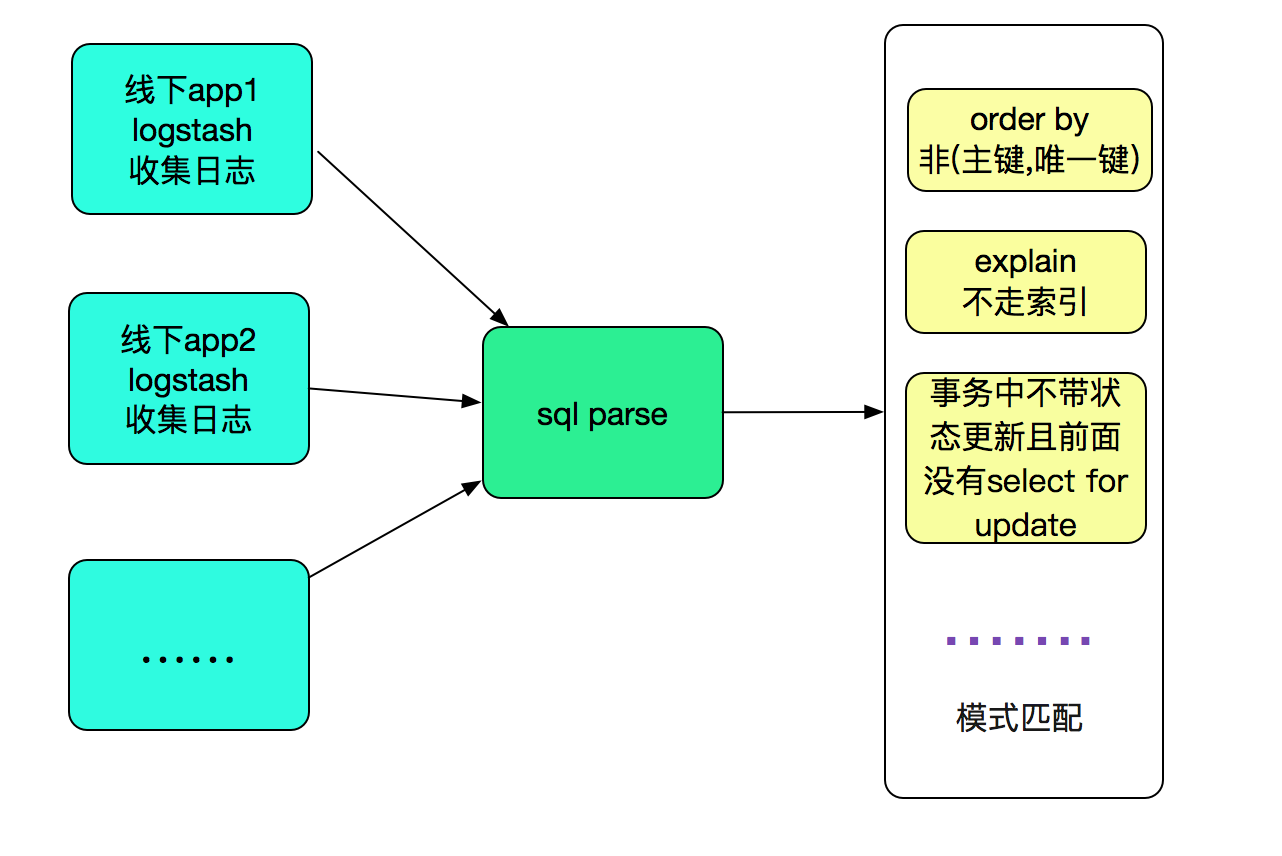 线下app1
logstash
收集日志
线下app2
logstash
收集日志
......
sql parse
order by
非(主键,唯一键)
explain
不走索引
事务中不带状
态更新且前面
没有select for
update
.......
模式匹配